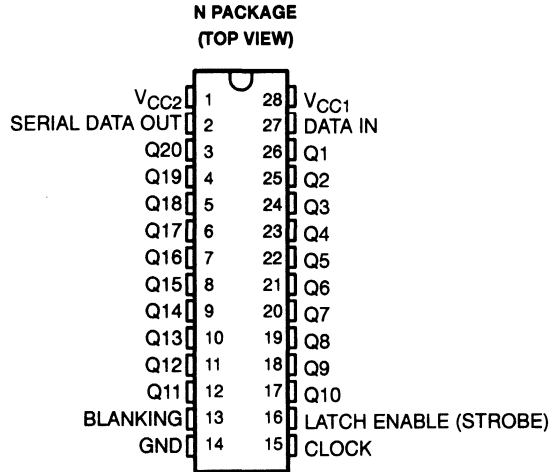 N PACKAGE
(TOP VIEW)
VCC2 1 28 VCC1
SERIAL DATA OUT 2 27 DATA IN
Q20 3 26 Q1
Q19 4 25 Q2
Q18 5 24 Q3
Q17 6 23 Q4
Q16 7 22 Q5
Q15 8 21 Q6
Q14 9 20 Q7
Q13 10 19 Q8
Q12 11 18 Q9
Q11 12 17 Q10
BLANKING 13 16 LATCH ENABLE (STROBE)
GND 14 15 CLOCK